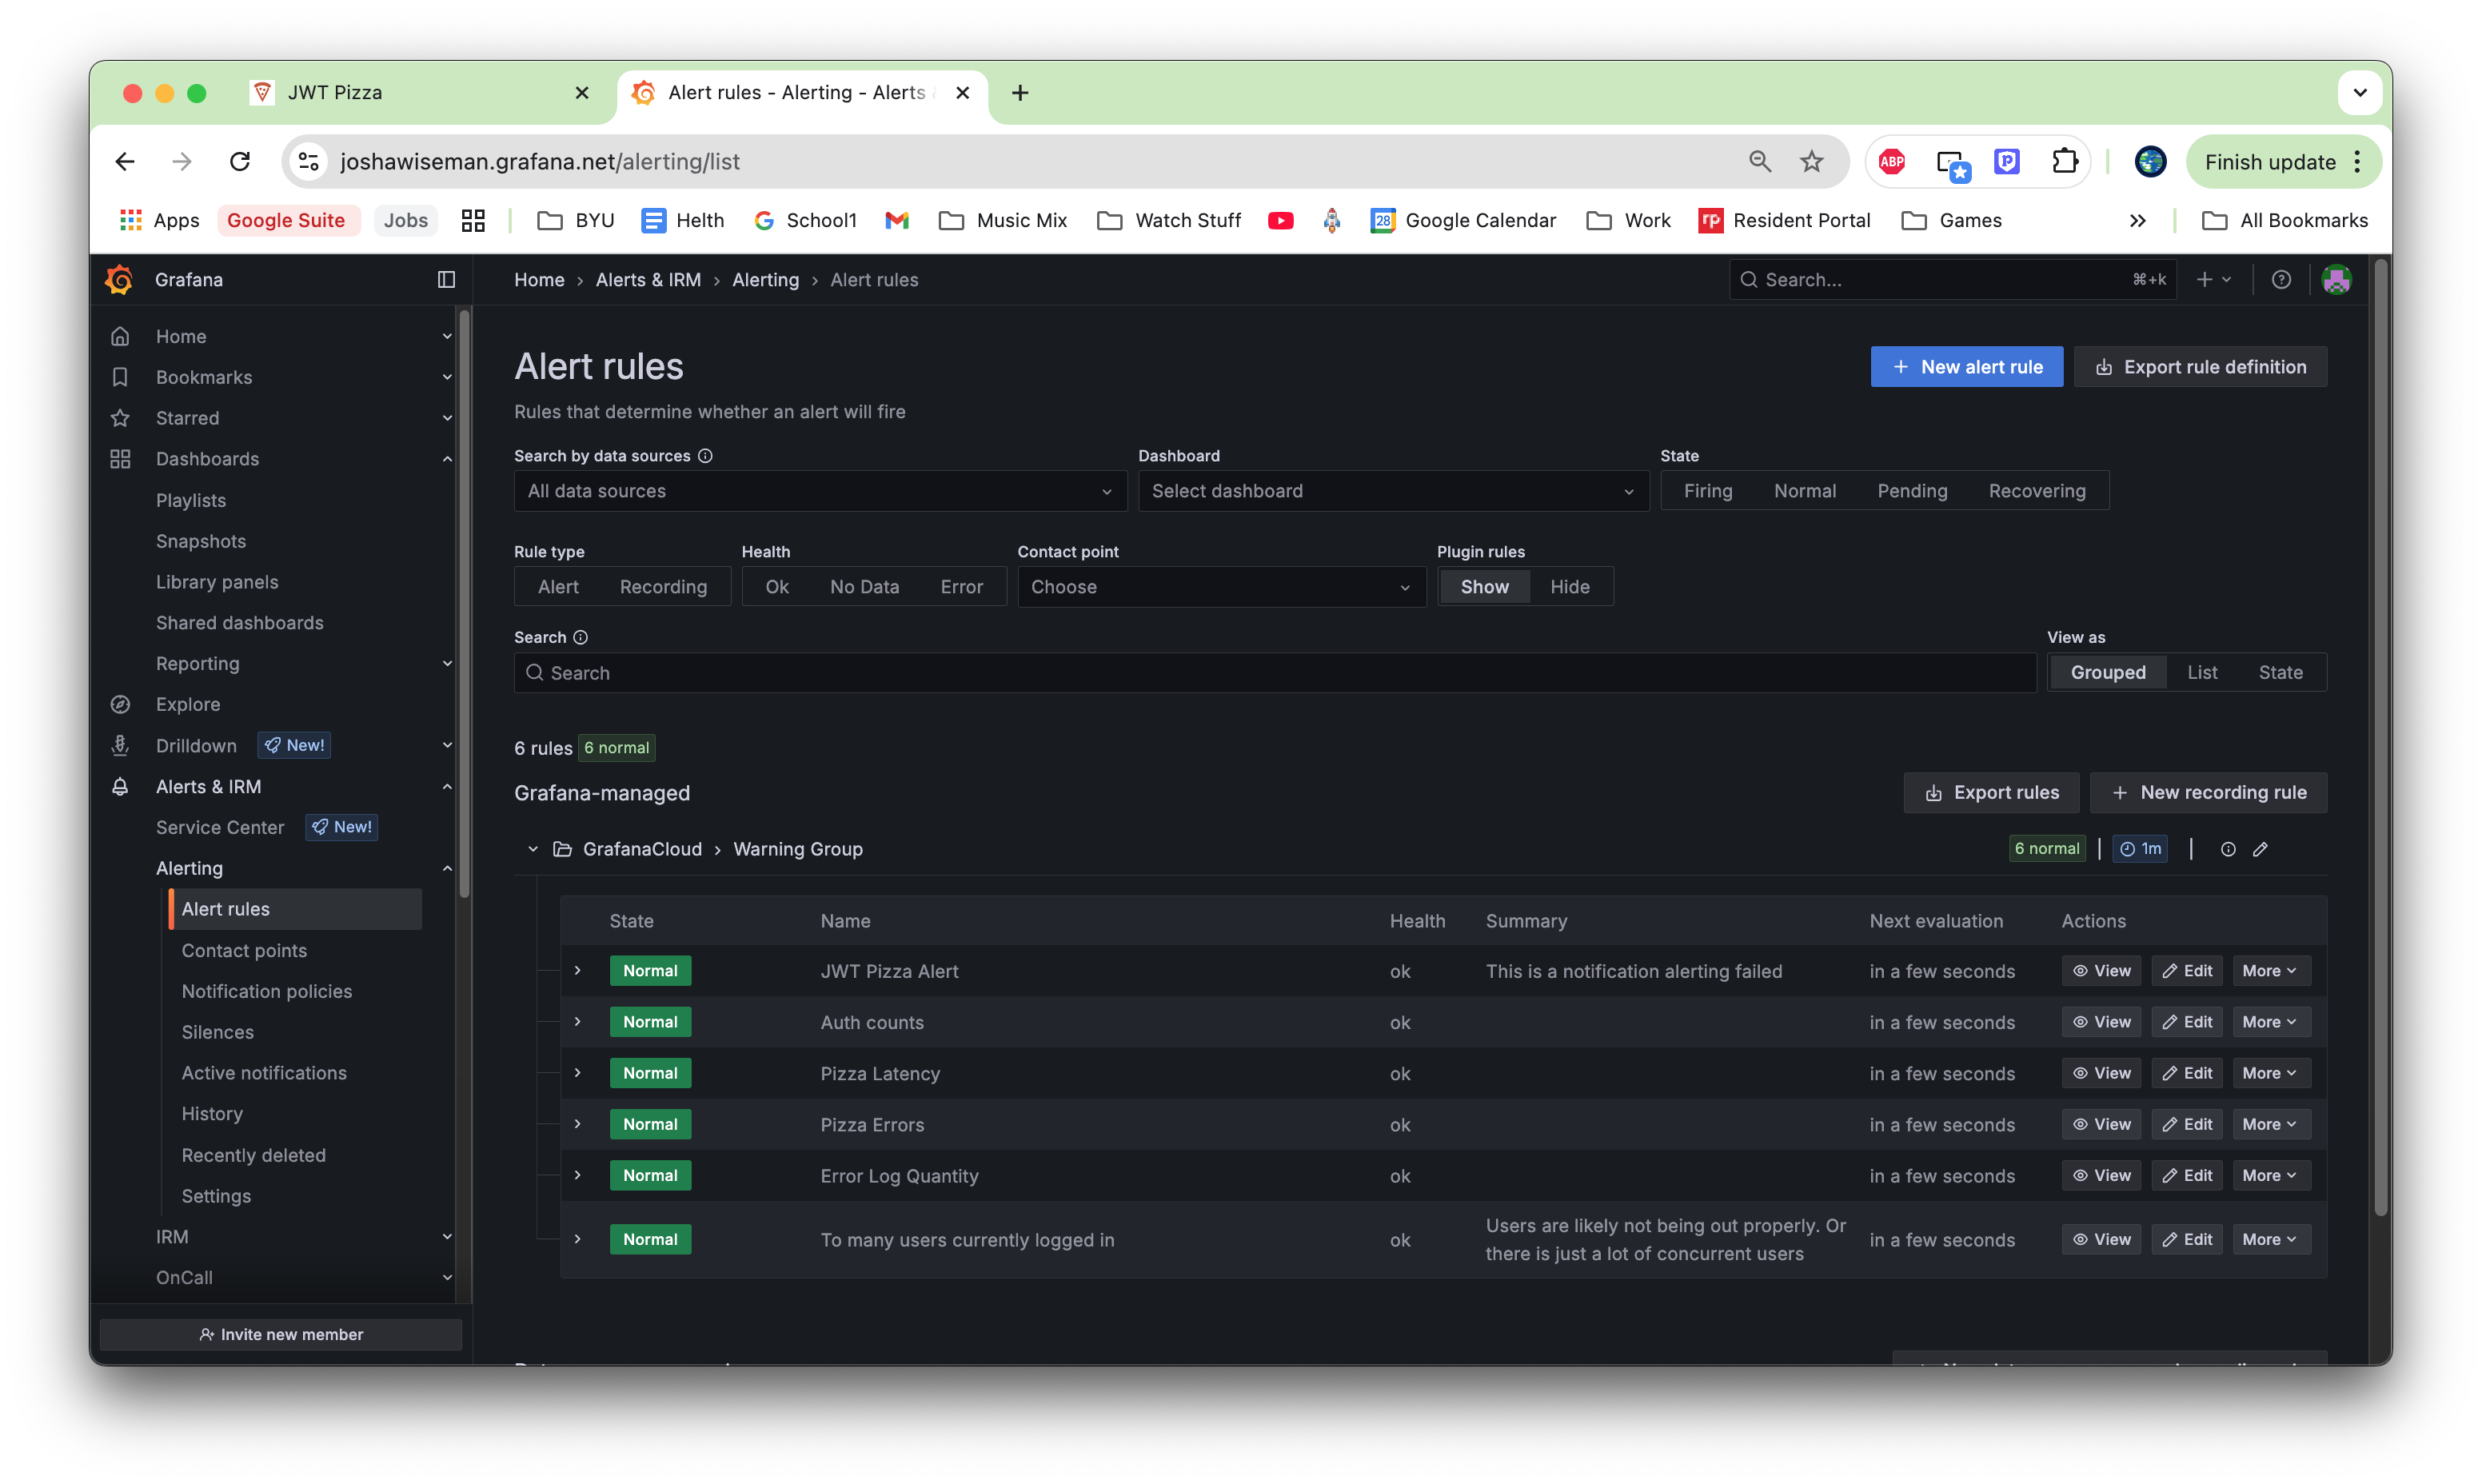 JWT Pizza
Alert rules - Alerting - Alerts
joshawiseman.grafana.net/alerting/list
ABP
Finish update
Apps
Google Suite
Jobs
BYU
Helth
School1
Music Mix
Watch Stuff
28
Google Calendar
Work
rp
Resident Portal
Games
All Bookmarks
Grafana
Home
Bookmarks
Starred
Dashboards
Playlists
Snapshots
Library panels
Shared dashboards
Reporting
Explore
Drilldown New!
Alerts & IRM
Service Center New!
Alerting
Alert rules
Contact points
Notification policies
Silences
Active notifications
History
Recently deleted
Settings
IRM
OnCall
Invite new member
Home > Alerts & IRM > Alerting > Alert rules
Search... ⌘+k
Alert rules
Rules that determine whether an alert will fire
+ New alert rule
Export rule definition
Search by data sources
All data sources
Dashboard
Select dashboard
State
Firing Normal Pending Recovering
Rule type
Alert Recording
Health
Ok No Data Error
Contact point
Choose
Plugin rules
Show Hide
Search
Search
View as
Grouped List State
6 rules 6 normal
Grafana-managed
Export rules
+ New recording rule
GrafanaCloud > Warning Group
6 normal | 1m |
State Name Health Summary Next evaluation Actions
Normal JWT Pizza Alert ok This is a notification alerting failed in a few seconds View Edit More
Normal Auth counts ok in a few seconds View Edit More
Normal Pizza Latency ok in a few seconds View Edit More
Normal Pizza Errors ok in a few seconds View Edit More
Normal Error Log Quantity ok in a few seconds View Edit More
Normal To many users currently logged in ok Users are likely not being out properly. Or
there is just a lot of concurrent users in a few seconds View Edit More